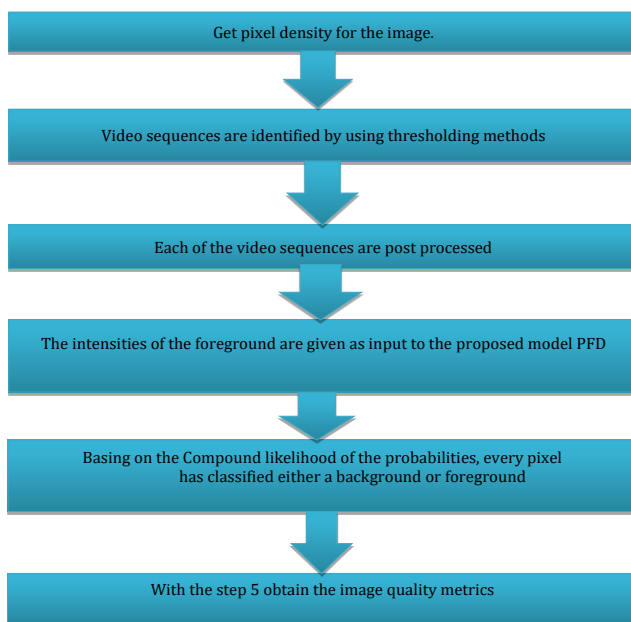 Get pixel density for the image.
Video sequences are identified by using thresholding methods
Each of the video sequences are post processed
The intensities of the foreground are given as input to the proposed model PFD
Basing on the Compound likelihood of the probabilities, every pixel
has classified either a background or foreground
With the step 5 obtain the image quality metrics